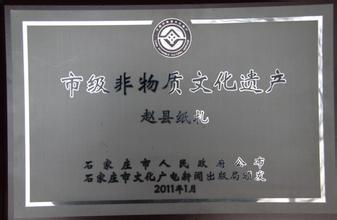 市级非物质文化遗产
赵县纸扎
石家庄市人民政府公布
石家庄市文化广电新闻出版局颁发
2011年1月